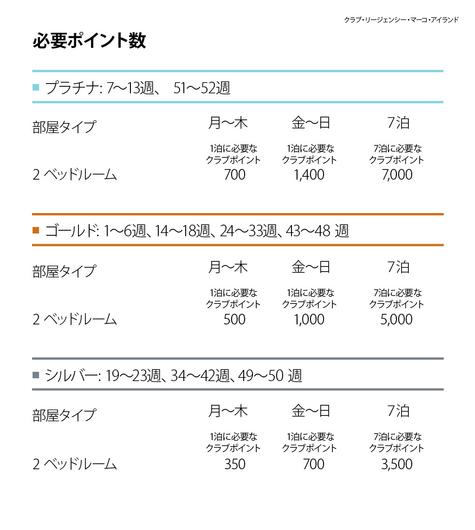 クラブ・リージェンシー・マーコ・アイランド
必要ポイント数
■ プラチナ: 7〜13週、 51〜52週
部屋タイプ 月〜木 金〜日 7泊
1泊に必要な 1泊に必要な 7泊に必要な
クラブポイント クラブポイント クラブポイント
2 ベッドルーム 700 1,400 7,000
■ ゴールド: 1〜6週、14〜18週、24〜33週、43〜48 週
部屋タイプ 月〜木 金〜日 7泊
1泊に必要な 1泊に必要な 7泊に必要な
クラブポイント クラブポイント クラブポイント
2 ベッドルーム 500 1,000 5,000
■ シルバー: 19〜23週、34〜42週、49〜50 週
部屋タイプ 月〜木 金〜日 7泊
1泊に必要な 1泊に必要な 7泊に必要な
クラブポイント クラブポイント クラブポイント
2 ベッドルーム 350 700 3,500